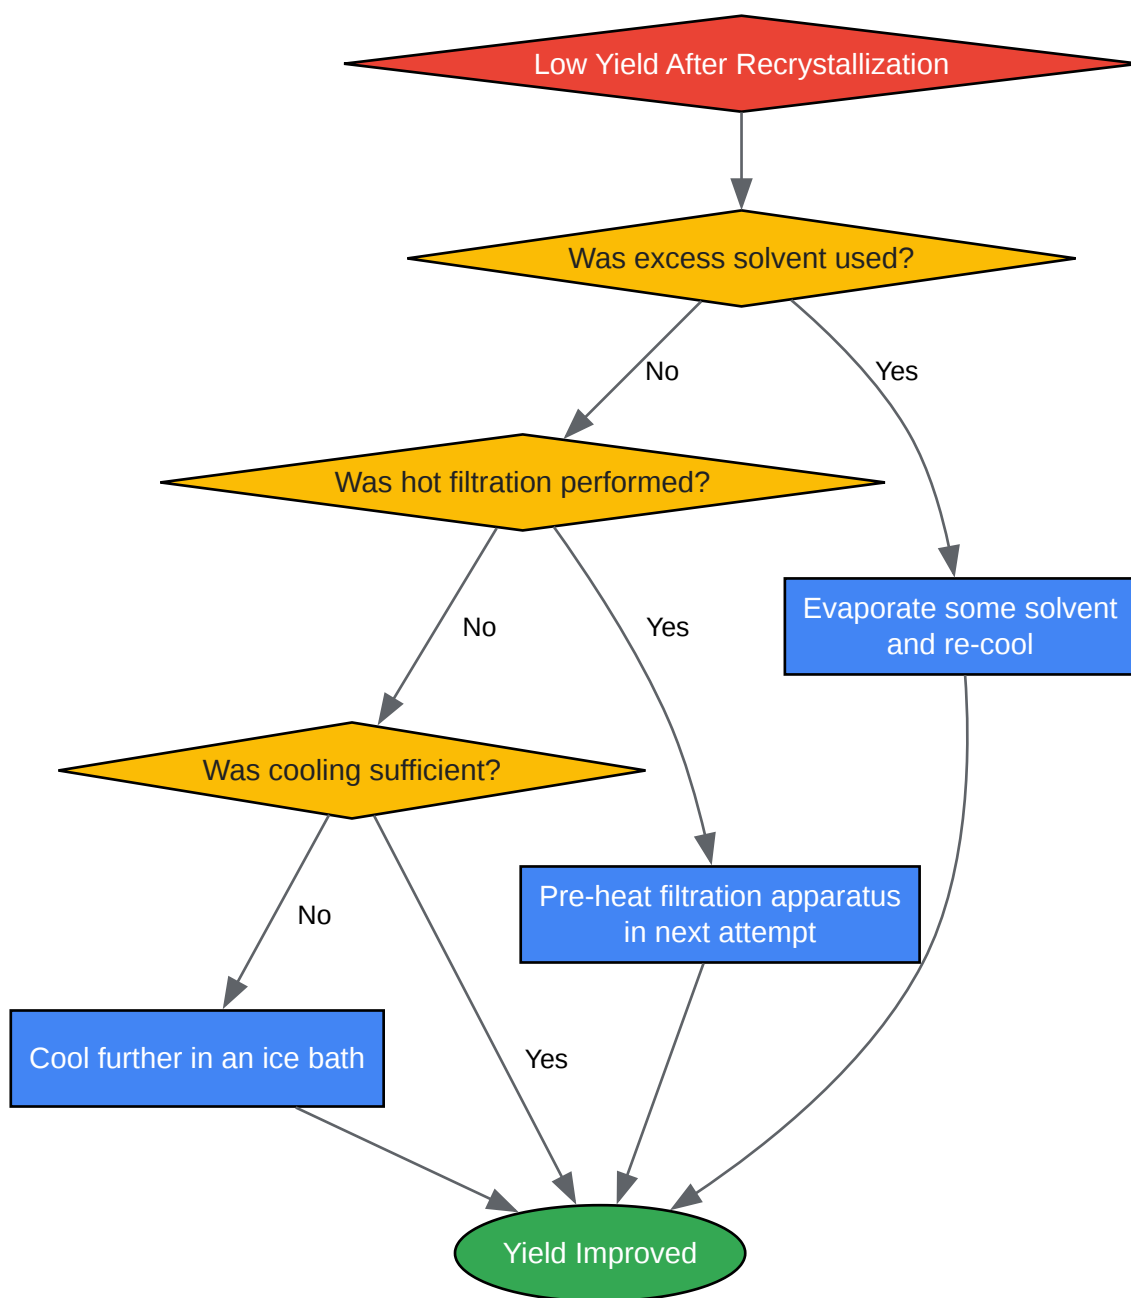 Low Yield After Recrystallization
Was excess solvent used?
No
Yes
Was hot filtration performed?
Evaporate some solvent
and re-cool
No
Yes
Was cooling sufficient?
Pre-heat filtration apparatus
in next attempt
No
Cool further in an ice bath
Yes
Yield Improved